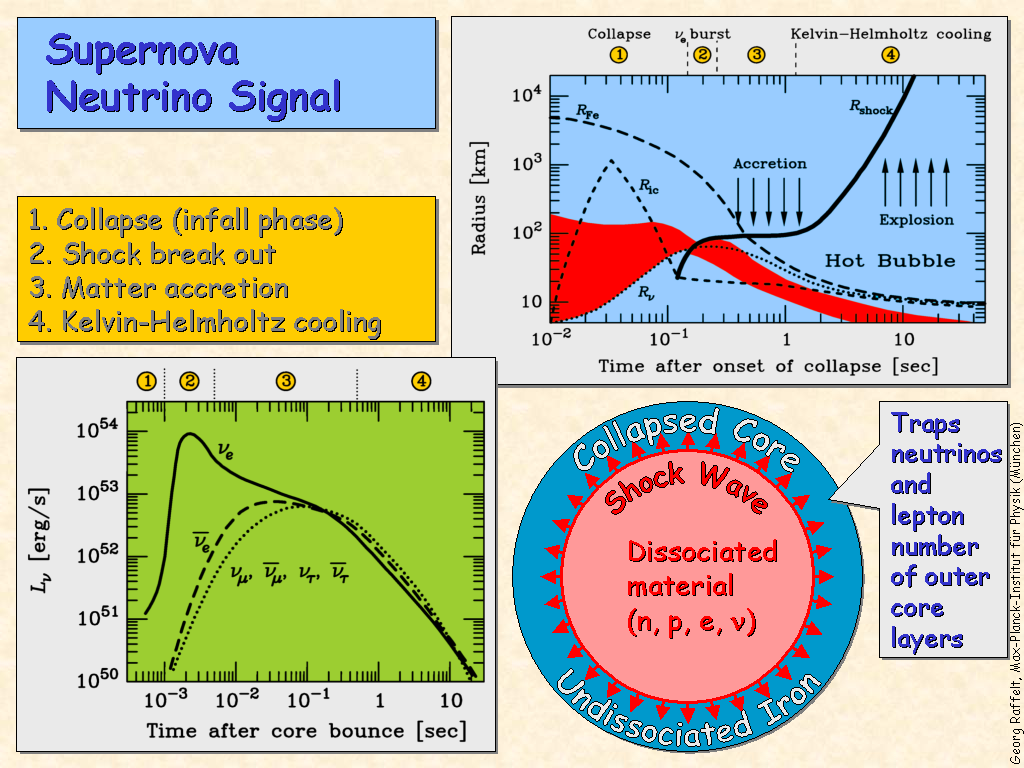 Supernova
Neutrino Signal
1. Collapse (infall phase)
2. Shock break out
3. Matter accretion
4. Kelvin-Helmholtz cooling
Collapse νe burst Kelvin-Helmholtz cooling
1 2 3 4
Radius [km]
10⁴
10³
10²
10
R_Fe
R_shock
Accretion
R_ic
Explosion
Hot Bubble
R_ν
10⁻² 10⁻¹ 1 10
Time after onset of collapse [sec]
1 2 3 4
L_ν [erg/s]
10⁵⁴
10⁵³
10⁵²
10⁵¹
10⁵⁰
νe
ν̅e
νμ, ν̅μ, ντ, ν̅τ
10⁻³ 10⁻² 10⁻¹ 1 10
Time after core bounce [sec]
Collapsed Core
Shock Wave
Dissociated
material
(n, p, e, ν)
Undissociated Iron
Traps
neutrinos
and
lepton
number
of outer
core
layers
Georg Raffelt, Max-Planck-Institut für Physik (München)